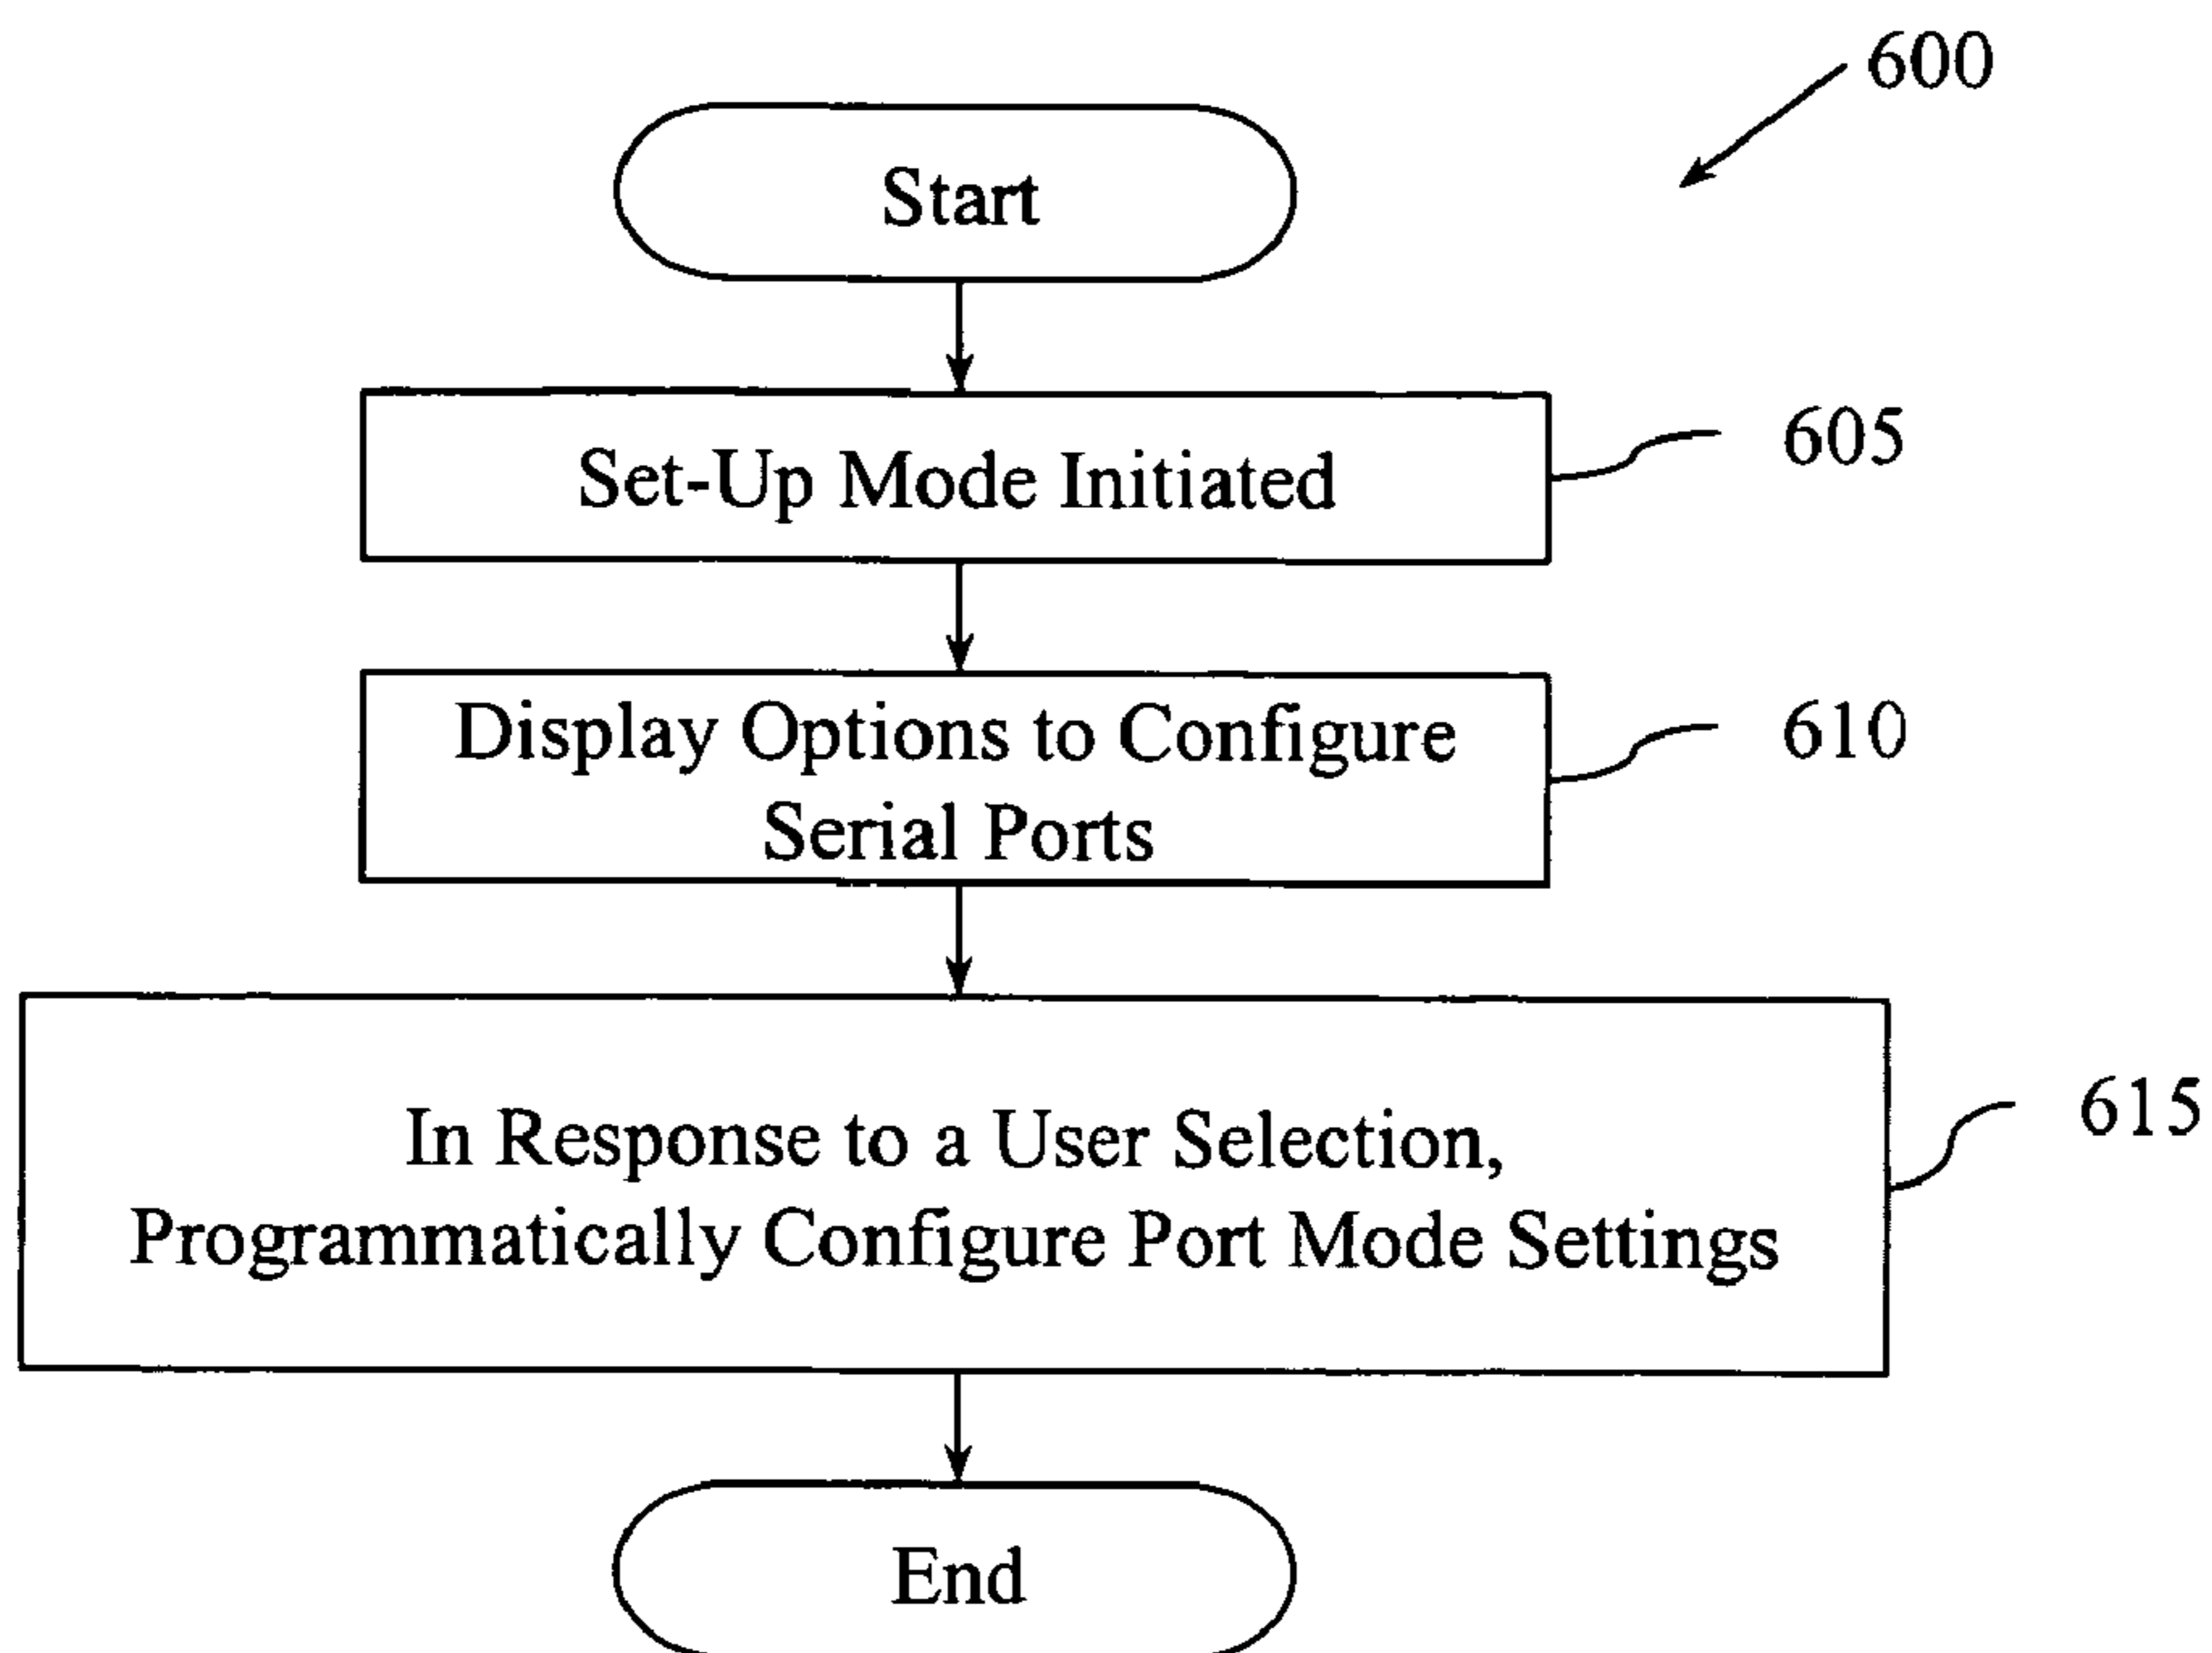 600
Start
Set-Up Mode Initiated
605
Display Options to Configure
Serial Ports
610
In Response to a User Selection,
Programmatically Configure Port Mode Settings
615
End